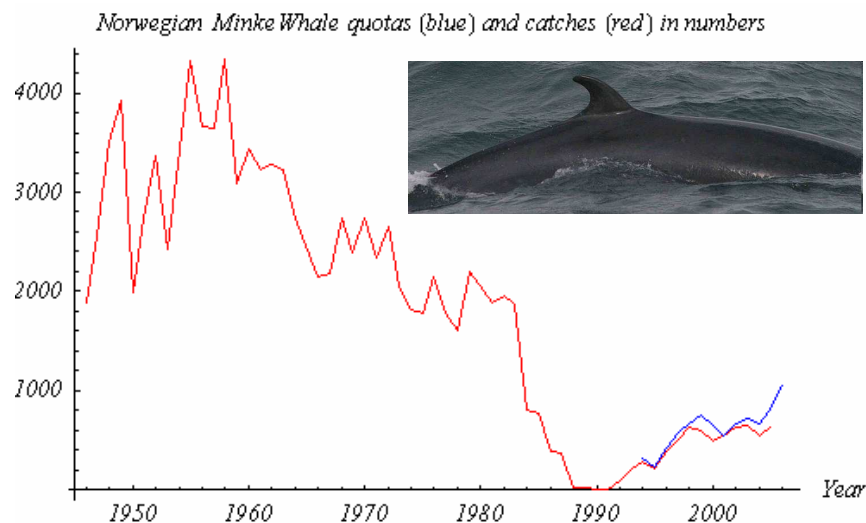 Norwegian Minke Whale quotas (blue) and catches (red) in numbers
4000
3000
2000
1000
Year
1950 1960 1970 1980 1990 2000